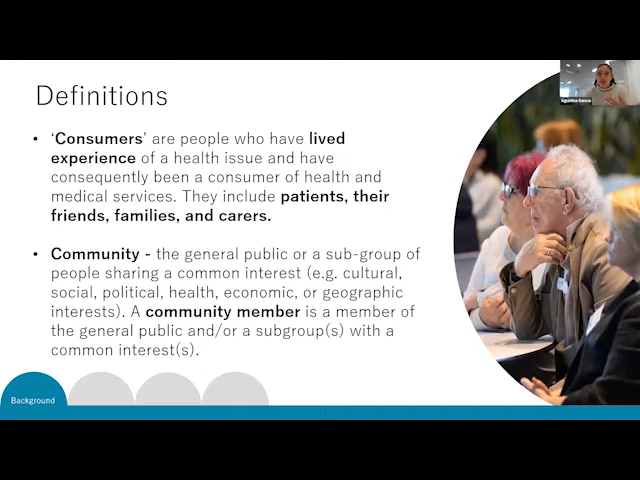 Definitions
• ‘Consumers’ are people who have lived
experience of a health issue and have
consequently been a consumer of health and
medical services. They include patients, their
friends, families, and carers.
• Community - the general public or a sub-group of
people sharing a common interest (e.g. cultural,
social, political, health, economic, or geographic
interests). A community member is a member of
the general public and/or a subgroup(s) with a
common interest(s).
Background
Agustina Garcia